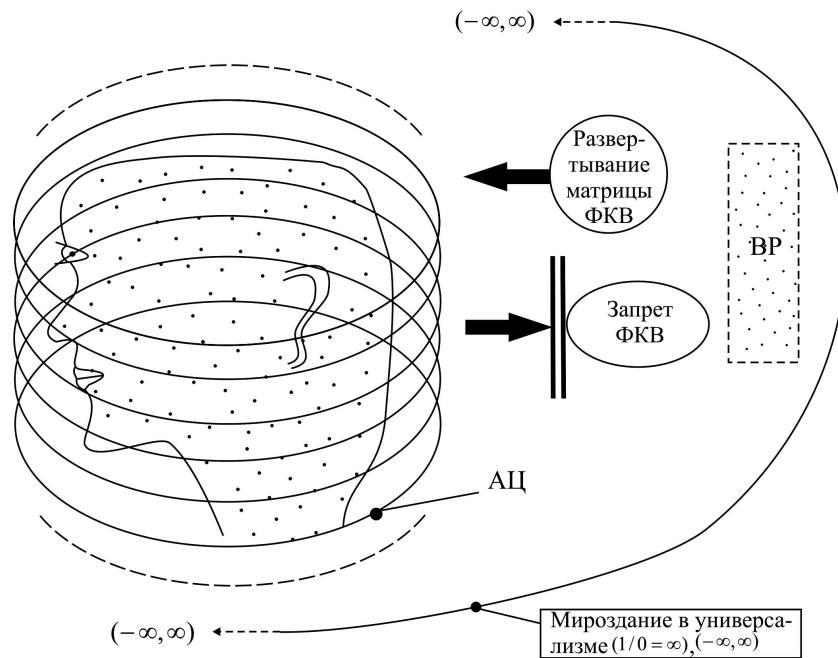 (−∞,∞)
Развер-
тывание
матрицы
ФКВ
ВР
Запрет
ФКВ
АЦ
(−∞,∞)
Мироздание в универса-
лизме (1/0 = ∞), (−∞,∞)